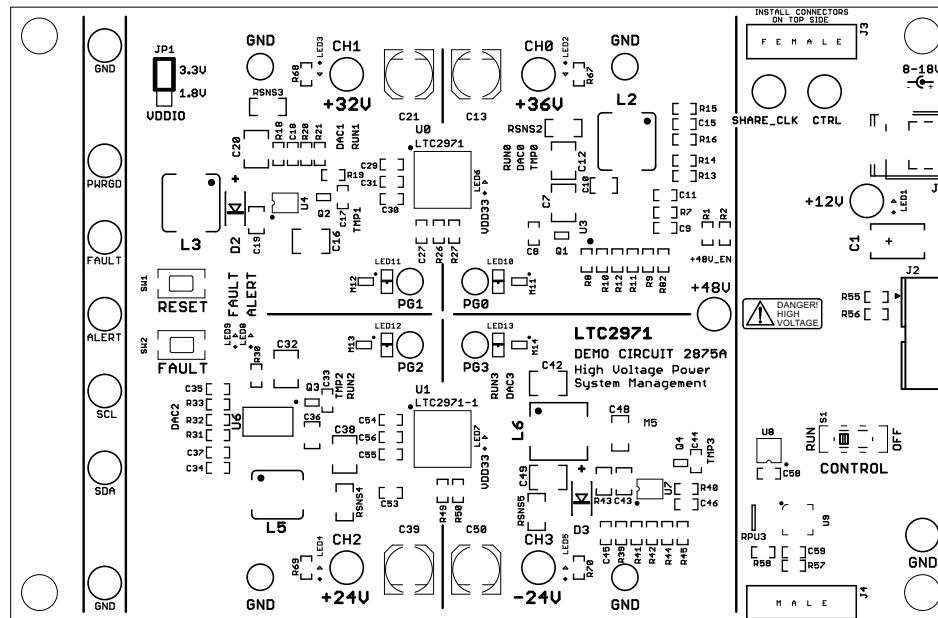 INSTALL CONNECTORS
ON TOP SIDE
FEMALE
J3
GND
JP1
3.3V
1.8V
VDDIO
GND
LED3
CH1
R68
+32V
C21
C13
CH0
LED2
R67
+36V
GND
L2
8-18V
SHARE_CLK
CTRL
RSNS3
C20
R18
C18
R20
R21
DAC1
RUN1
U0
LTC2971
RSNS2
RUN0
DAC0
TMP0
C12
R15
C15
R16
R14
R13
PWRGD
C29
C31
C30
R19
U4
Q2
C17
TMP1
LED6
VDD33
C10
C7
U3
C11
R7
C9
R1
R2
+48V_EN
+12V
LED1
J
C1
L3
D2
C19
C16
C27
R26
R27
C8
Q1
R8
R10
R12
R11
R9
R82
FAULT
LED11
M12
PG1
LED10
M11
PG0
+48V
J2
SW1
RESET
FAULT
ALERT
R55
R56
DANGER!
HIGH
VOLTAGE
ALERT
SW2
FAULT
LED9
LED8
R30
C32
LED12
M13
PG2
LED13
M14
PG3
LTC2971
DEMO CIRCUIT 2875A
High Voltage Power
System Management
C35
R33
R32
R31
C37
C34
DAC2
U6
Q3
C33
TMP2
RUN2
C36
C38
U1
LTC2971-1
C54
C56
C55
LED7
VDD33
RUN3
DAC3
C42
L6
C48
M5
Q4
C44
TMP3
SCL
U8
C58
S1
RUN
OFF
CONTROL
SDA
L5
RSNS4
C53
R49
R50
C49
RSNS5
D3
R43
C43
U7
R40
C46
C45
R39
R41
R42
R44
R45
RPU3
U9
R58
C59
R57
C39
C50
LED4
CH2
R69
+24V
CH3
LED5
R70
-24V
GND
GND
GND
GND
MALE
J4